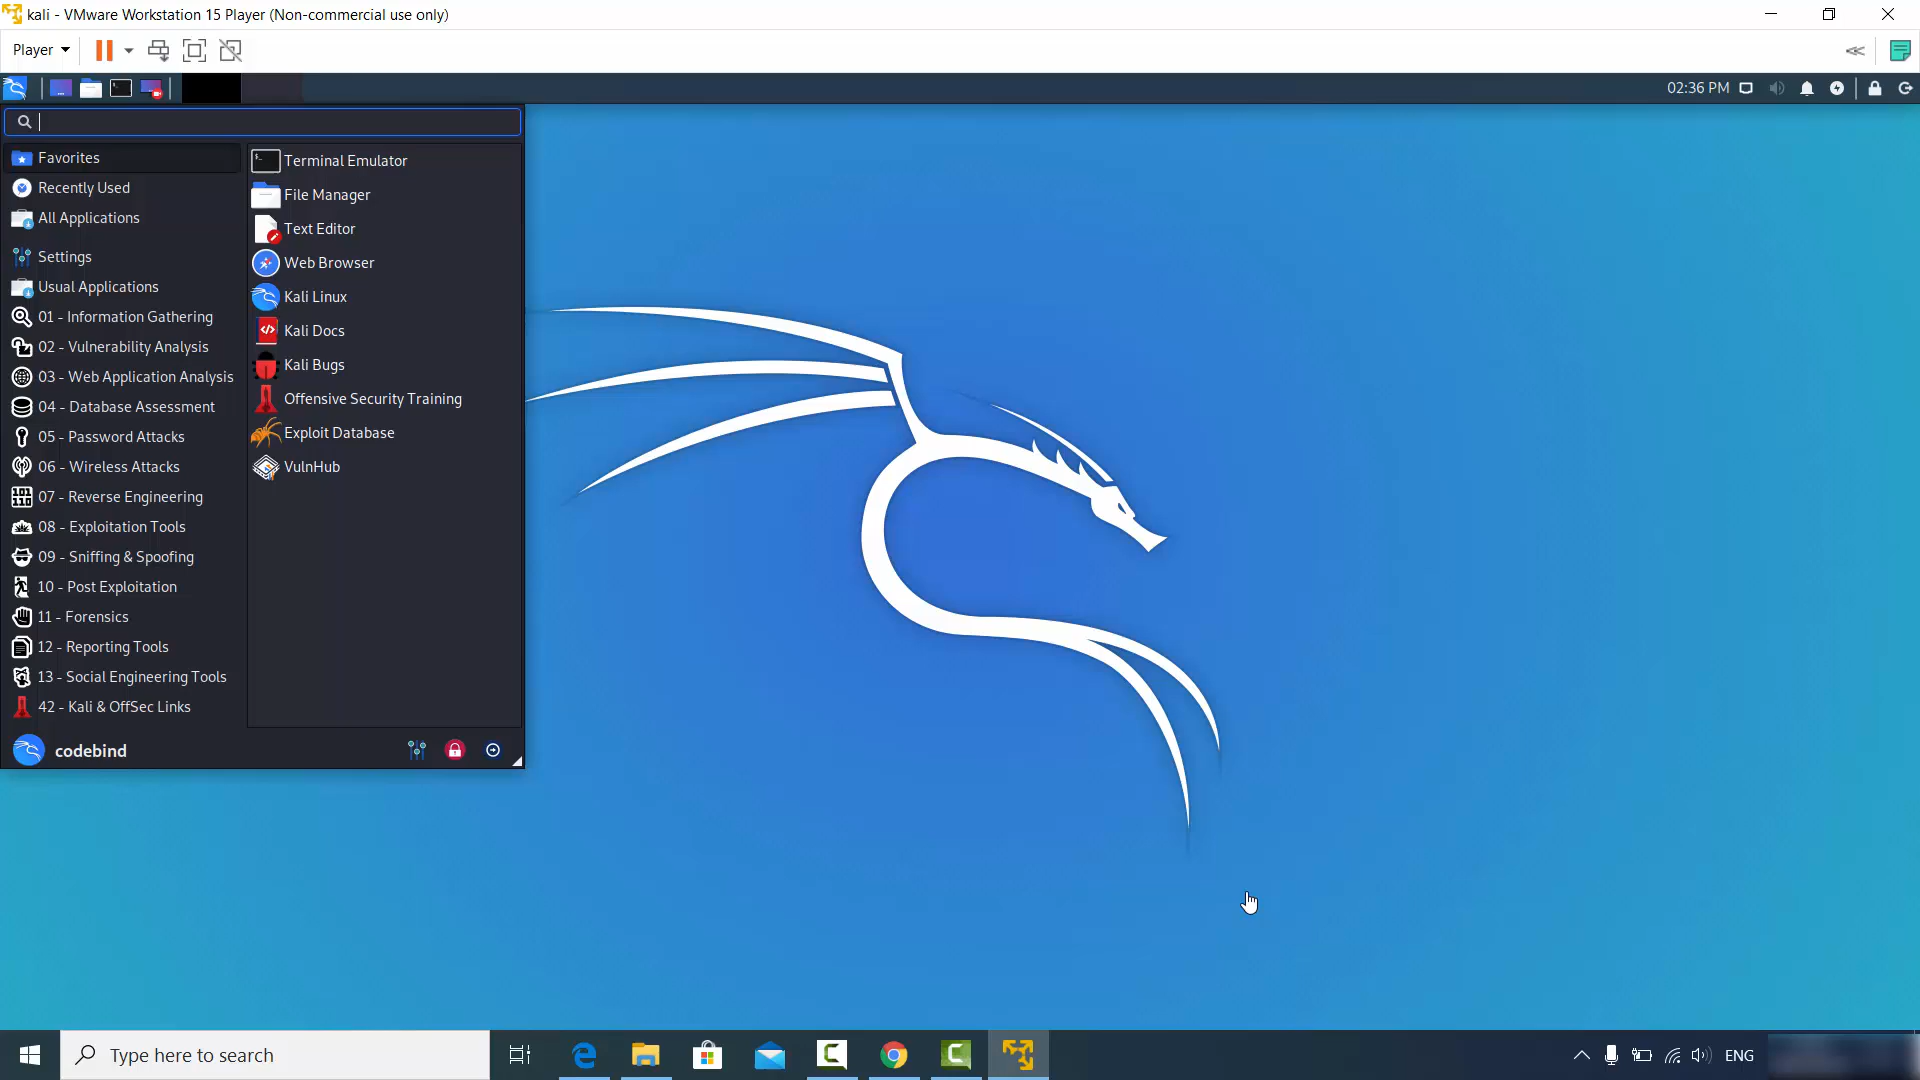 kali - VMware Workstation 15 Player (Non-commercial use only)
Player
02:36 PM
Favorites
Recently Used
All Applications
Settings
Usual Applications
01 - Information Gathering
02 - Vulnerability Analysis
03 - Web Application Analysis
04 - Database Assessment
05 - Password Attacks
06 - Wireless Attacks
07 - Reverse Engineering
08 - Exploitation Tools
09 - Sniffing & Spoofing
10 - Post Exploitation
11 - Forensics
12 - Reporting Tools
13 - Social Engineering Tools
42 - Kali & OffSec Links
Terminal Emulator
File Manager
Text Editor
Web Browser
Kali Linux
Kali Docs
Kali Bugs
Offensive Security Training
Exploit Database
VulnHub
codebind
Type here to search
ENG